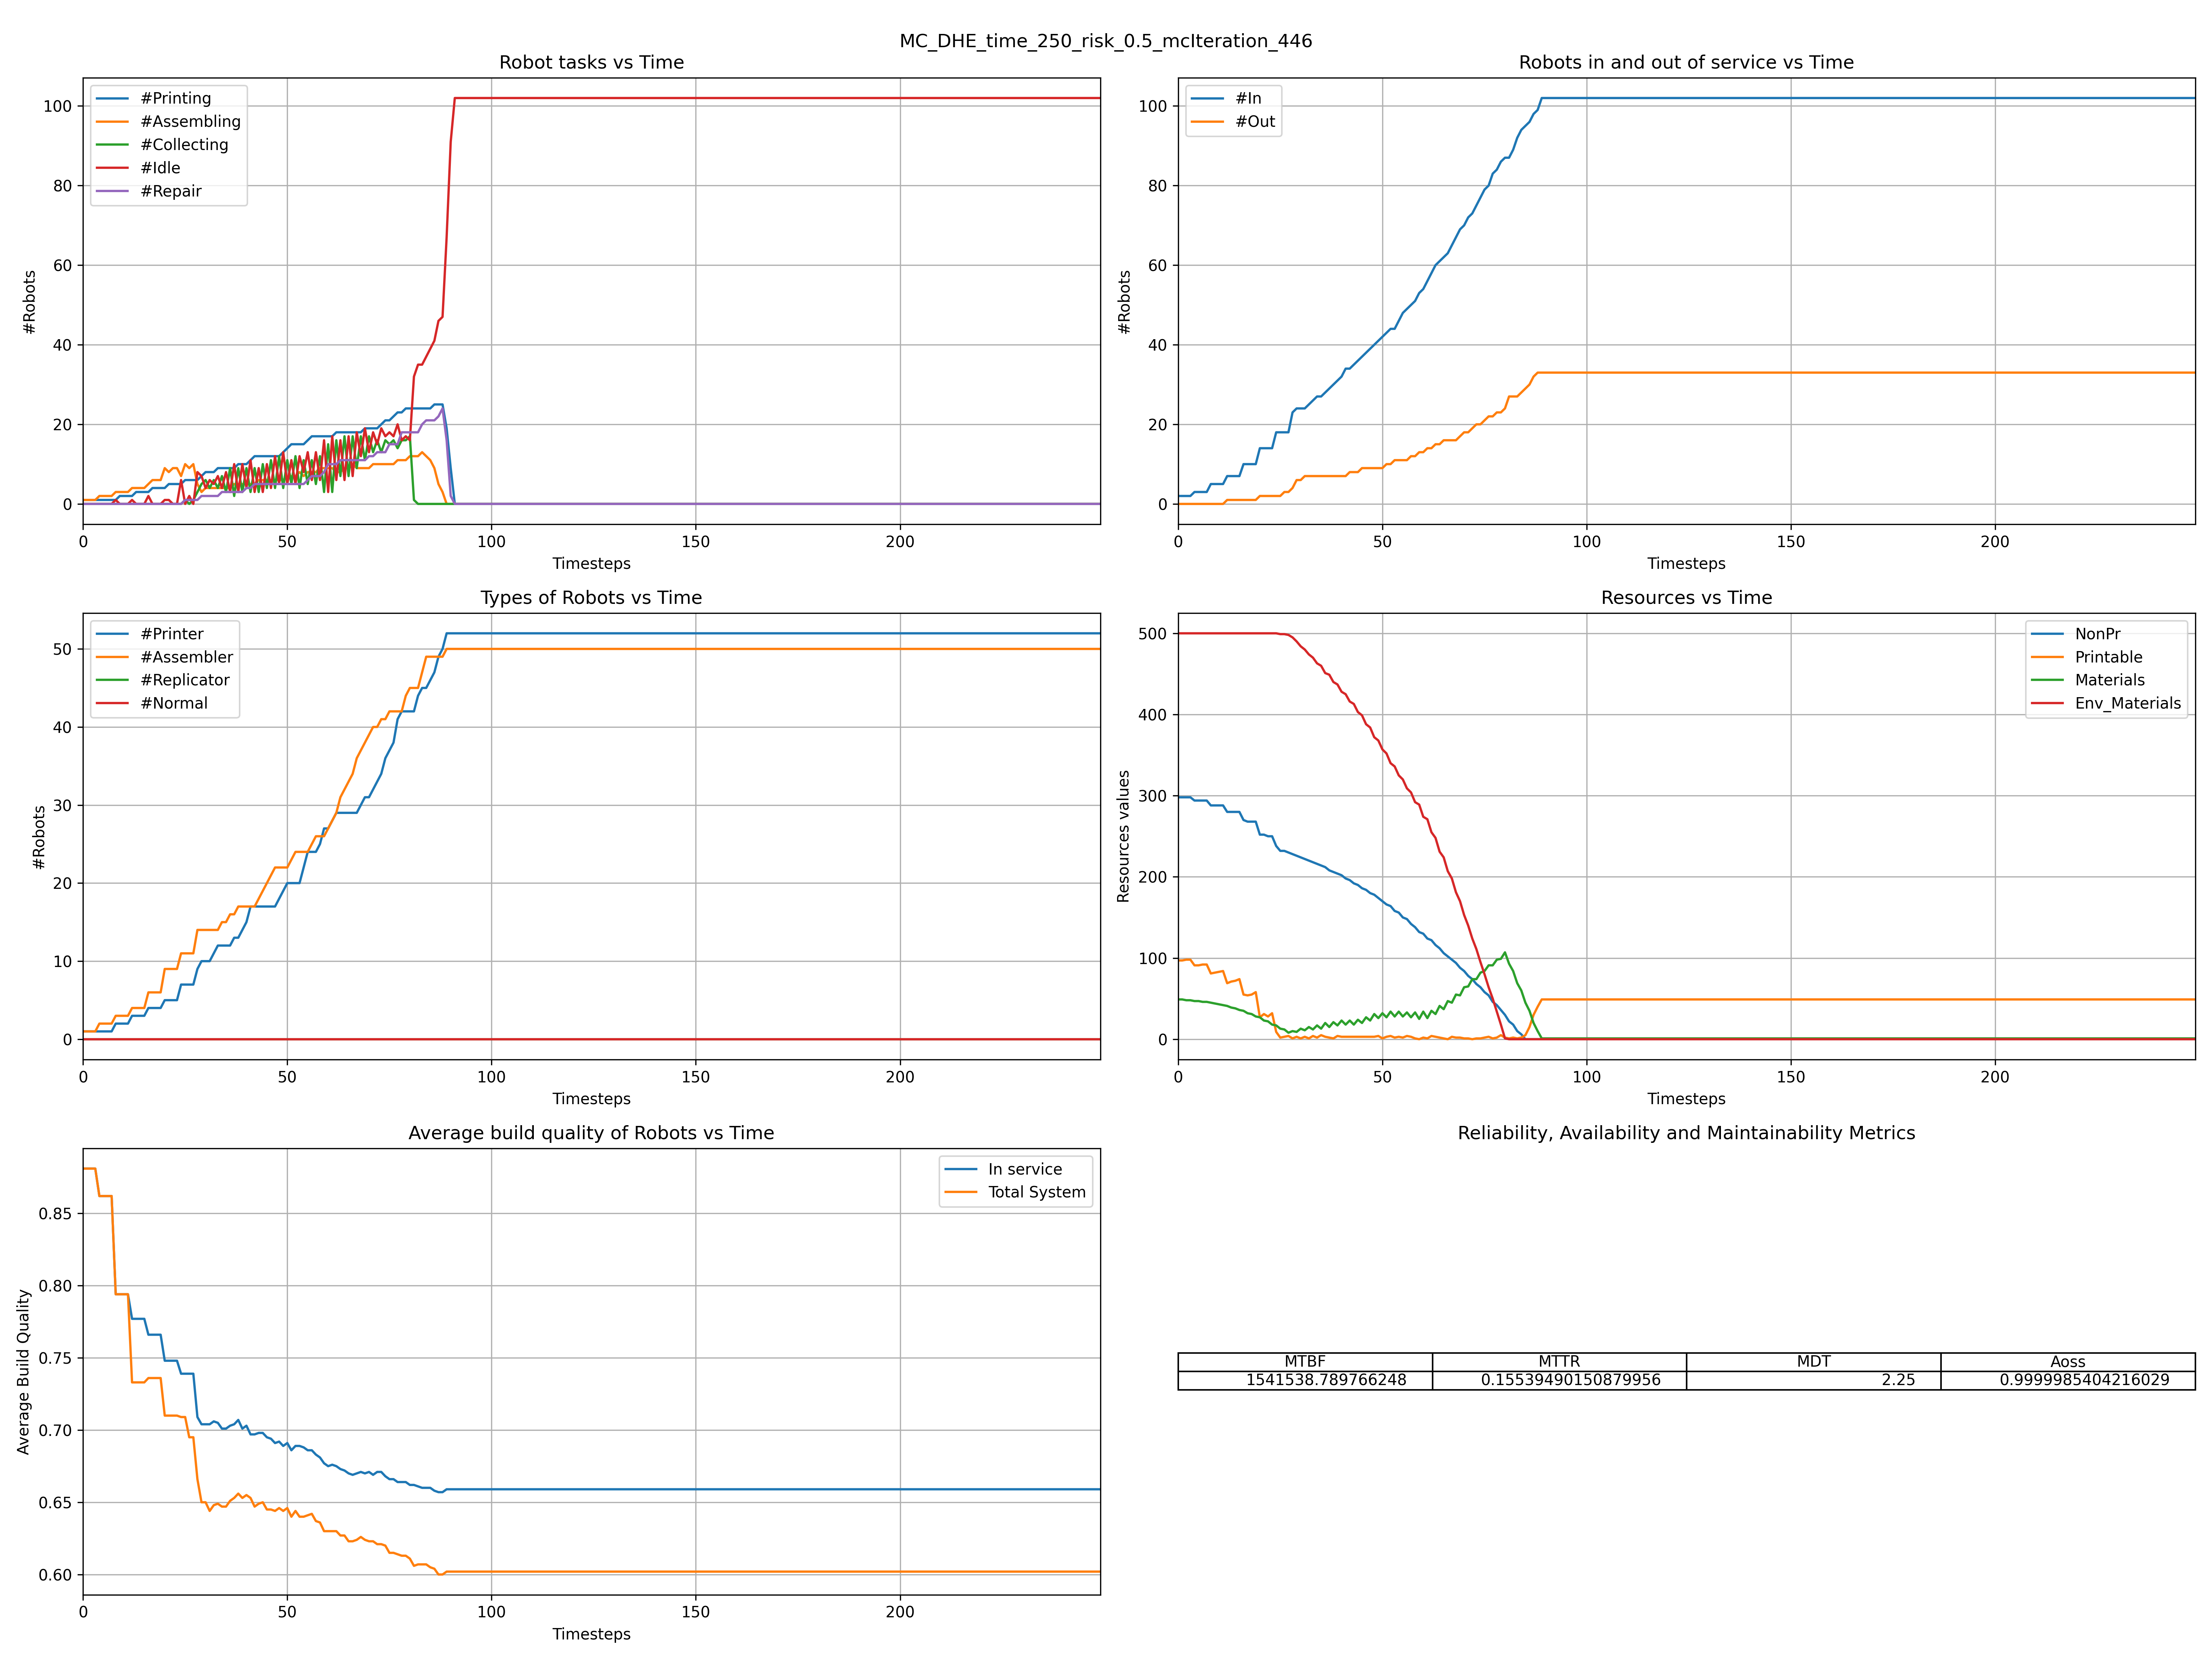 MC_DHE_time_250_risk_0.5_mcIteration_446
Robot tasks vs Time
#Printing
#Assembling
#Collecting
#Idle
#Repair
100
80
60
40
20
0
#Robots
0 50 100 150 200
Timesteps
Robots in and out of service vs Time
#In
#Out
100
80
60
40
20
0
#Robots
0 50 100 150 200
Timesteps
Types of Robots vs Time
#Printer
#Assembler
#Replicator
#Normal
50
40
30
20
10
0
#Robots
0 50 100 150 200
Timesteps
Resources vs Time
NonPr
Printable
Materials
Env_Materials
500
400
300
200
100
0
Resources values
0 50 100 150 200
Timesteps
Average build quality of Robots vs Time
In service
Total System
0.85
0.80
0.75
0.70
0.65
0.60
Average Build Quality
0 50 100 150 200
Timesteps
Reliability, Availability and Maintainability Metrics
MTBF MTTR MDT Aoss
1541538.789766248 0.15539490150879956 2.25 0.9999985404216029